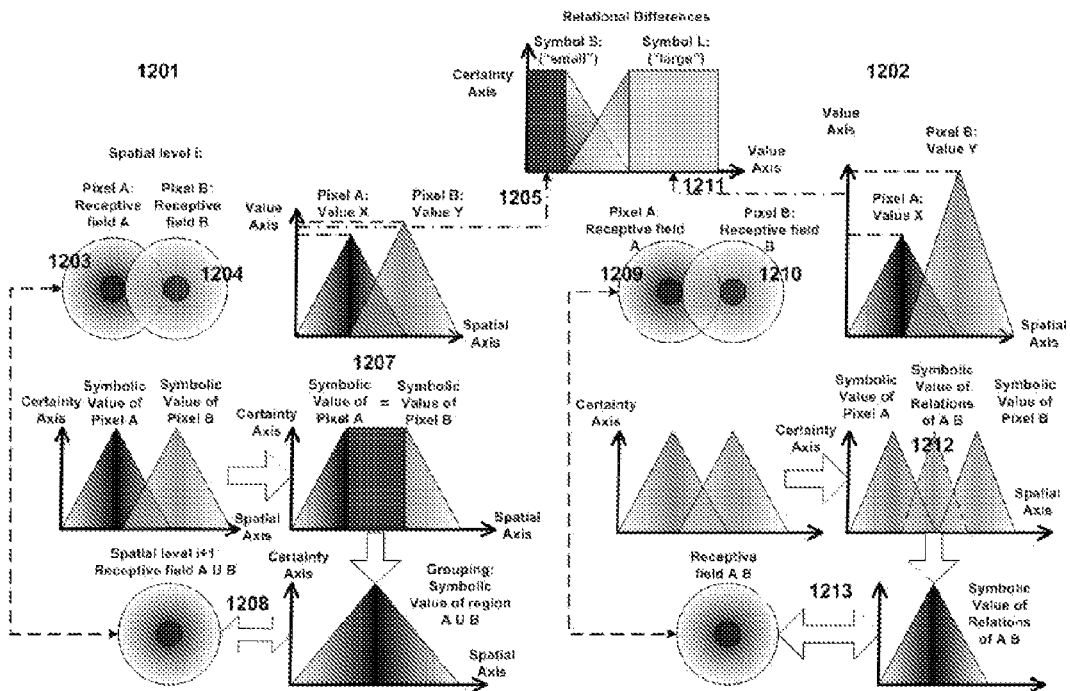 Relational Differences
Symbol S:
("small")
Symbol L:
("large")
1201
1202
Certainty
Axis
Value
Axis
1205
1211
Spatial level i:
Pixel A:
Receptive
field A
Pixel B:
Receptive
field B
1203
1204
Value
Axis
Pixel A:
Value X
Pixel B:
Value Y
Spatial
Axis
Pixel A:
Receptive field
A
Pixel B:
Receptive field
B
1209
1210
Value
Axis
Pixel B:
Value Y
Pixel A:
Value X
Spatial
Axis
1207
Certainty
Axis
Symbolic
Value of
Pixel A
Symbolic
Value of
Pixel B
Spatial
Axis
Certainty
Axis
Symbolic
Value of
Pixel A
=
Symbolic
Value of
Pixel B
Spatial
Axis
Certainty
Axis
Certainty
Axis
Symbolic
Value of
Pixel A
Symbolic
Value of
Relations
of A B
1212
Symbolic
Value of
Pixel B
Spatial
Axis
Spatial level i+1:
Receptive field A U B
1208
Certainty
Axis
Grouping:
Symbolic
Value of region
A U B
Spatial
Axis
Receptive
field A B
1213
Symbolic
Value of
Relations
of A B